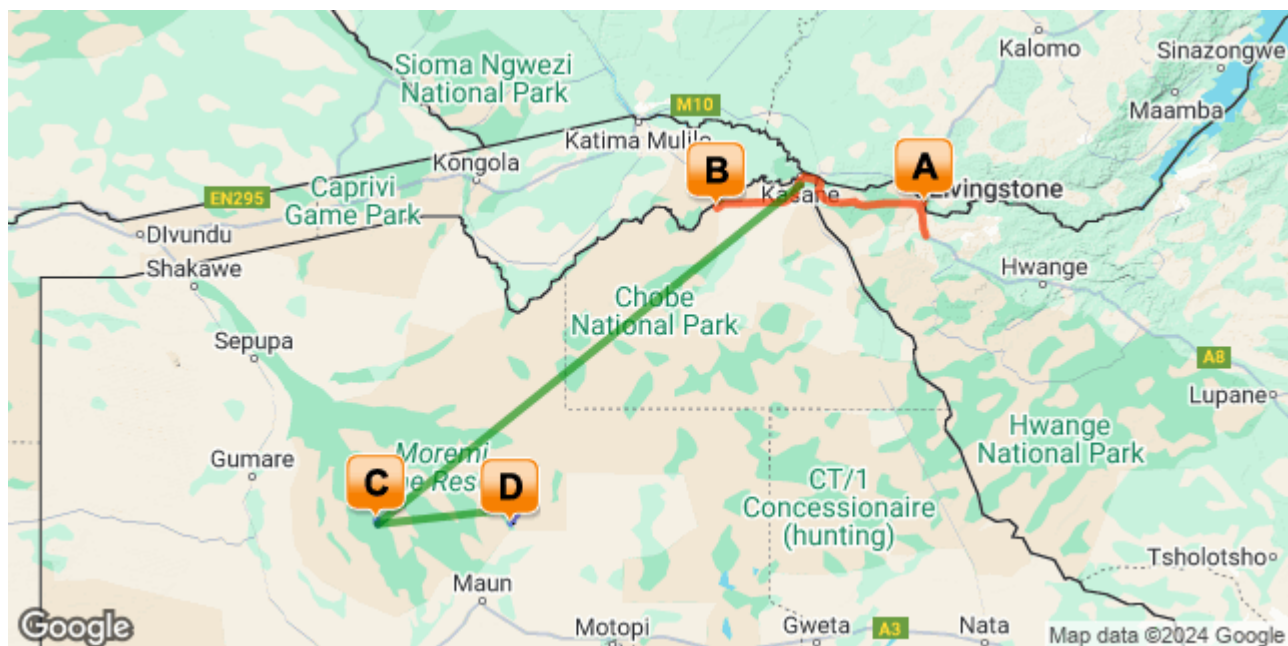 Kalomo
Sinazongwe
Sioma Ngwezi
National Park
Maamba
M10
Katima Mulilo
Kongola
A
B
Livingstone
EN295
Caprivi
Game Park
Kasane
Dlvundu
Shakawe
Hwange
Chobe
National Park
Sepupa
A8
Lupane
Hwange
National Park
Moremi
Gumare
C
D
CT/1
Concessionaire
(hunting)
Tsholotsho
Maun
Google
Motopi
Gweta
A3
Nata
Map data ©2024 Google